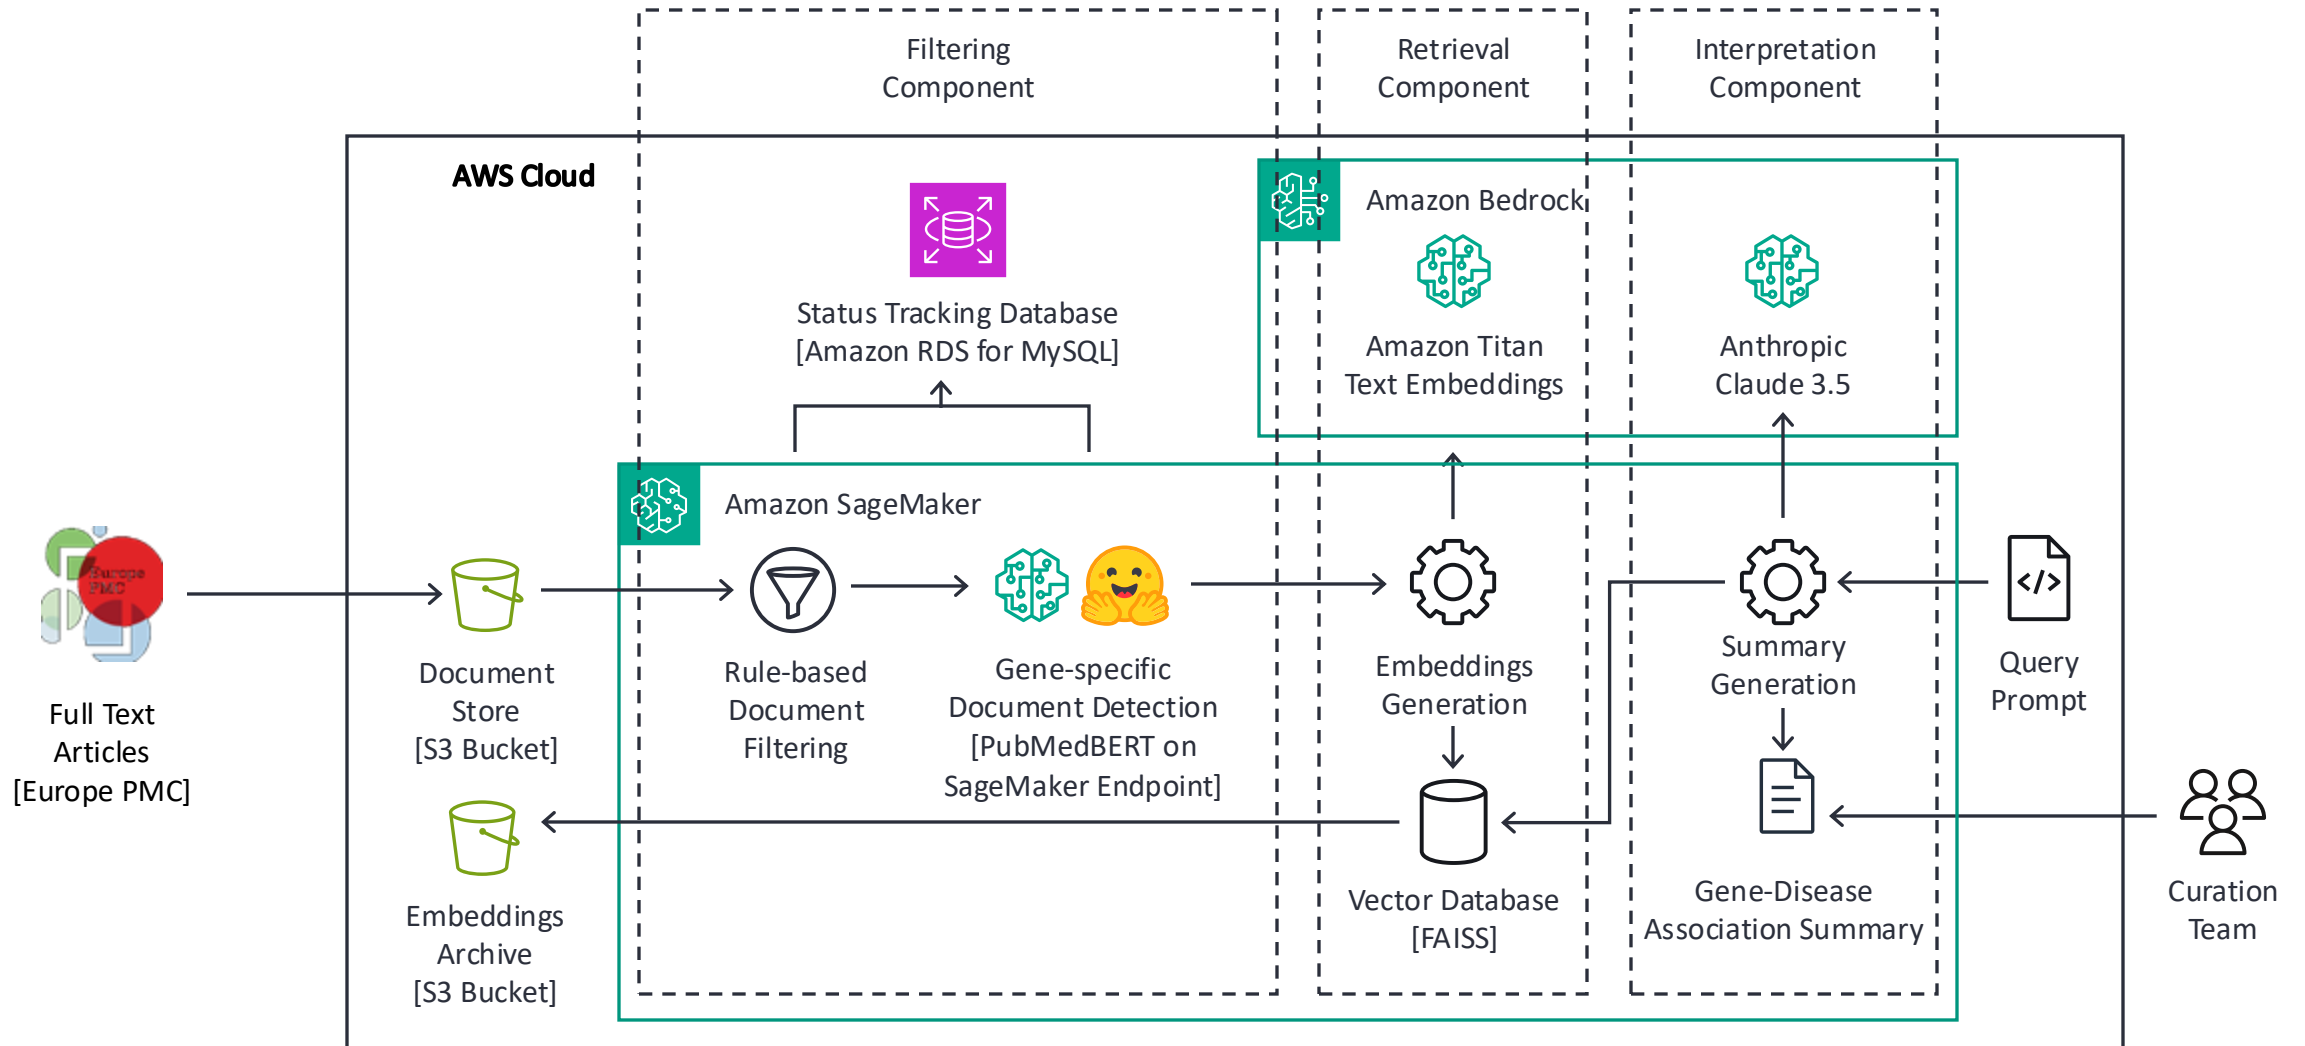 Filtering
Component
Retrieval
Component
Interpretation
Component
AWS Cloud
Amazon Bedrock
Status Tracking Database
[Amazon RDS for MySQL]
Amazon Titan
Text Embeddings
Anthropic
Claude 3.5
Amazon SageMaker
Europe
PMC
Full Text
Articles
[Europe PMC]
Document
Store
[S3 Bucket]
Rule-based
Document
Filtering
Gene-specific
Document Detection
[PubMedBERT on
SageMaker Endpoint]
Embeddings
Generation
Summary
Generation
</>
Query
Prompt
Embeddings
Archive
[S3 Bucket]
Vector Database
[FAISS]
Gene-Disease
Association Summary
Curation
Team